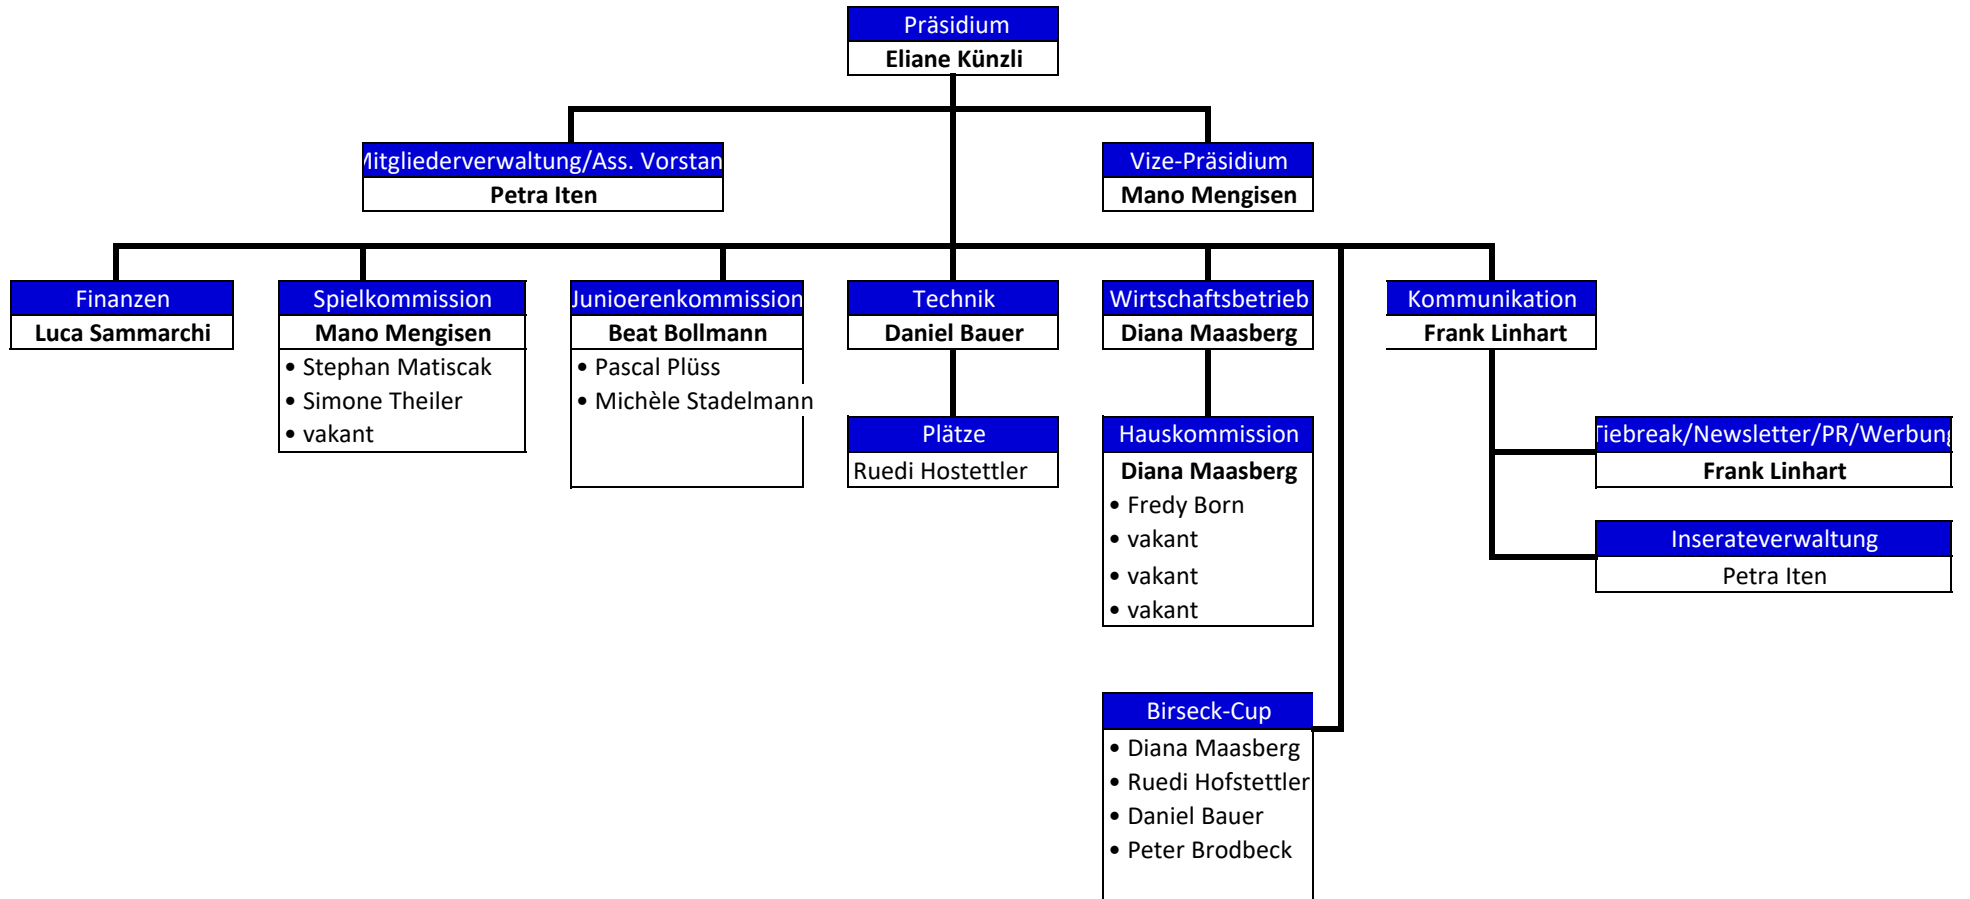 Präsidium
Eliane Künzli
Mitgliederverwaltung/Ass. Vorstan
Petra Iten
Vize-Präsidium
Mano Mengisen
Finanzen
Luca Sammarchi
Spielkommission
Mano Mengisen
• Stephan Matiscak
• Simone Theiler
• vakant
Junioerenkommission
Beat Bollmann
• Pascal Plüss
• Michèle Stadelmann
Technik
Daniel Bauer
Plätze
Ruedi Hostettler
Wirtschaftsbetrieb
Diana Maasberg
Hauskommission
Diana Maasberg
• Fredy Born
• vakant
• vakant
• vakant
Birseck-Cup
• Diana Maasberg
• Ruedi Hofstettler
• Daniel Bauer
• Peter Brodbeck
Kommunikation
Frank Linhart
Tiebreak/Newsletter/PR/Werbung
Frank Linhart
Inserateverwaltung
Petra Iten